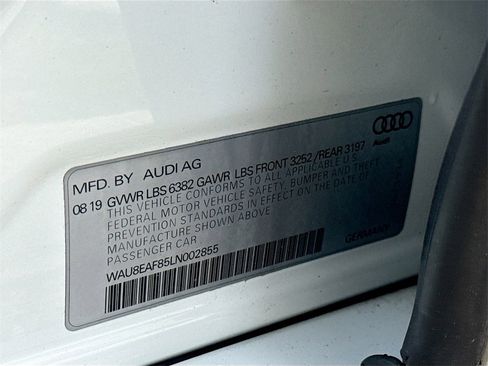 Audi
MFD. BY AUDI AG
08 19 GVWR LBS 6382 GAWR LBS FRONT 3252 / REAR 3197
THIS VEHICLE CONFORMS TO ALL APPLICABLE U.S.
FEDERAL MOTOR VEHICLE SAFETY, BUMPER AND THEFT
PREVENTION STANDARDS IN EFFECT ON THE DATE OF
MANUFACTURE SHOWN ABOVE
PASSENGER CAR
WAU8EAF85LN002855
GERMANY